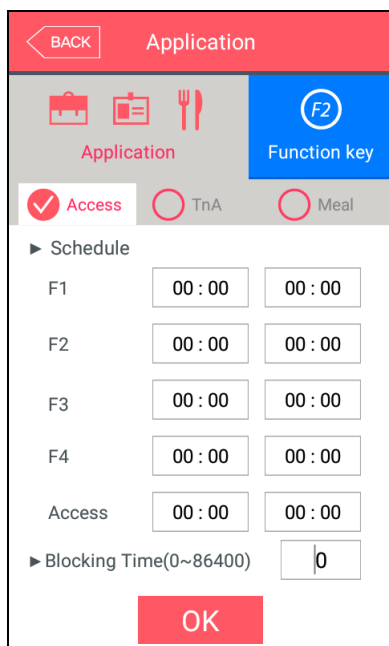 BACK Application
F2
Application Function key
Access TnA Meal
► Schedule
F1 00 : 00 00 : 00
F2 00 : 00 00 : 00
F3 00 : 00 00 : 00
F4 00 : 00 00 : 00
Access 00 : 00 00 : 00
► Blocking Time(0~86400) 0
OK